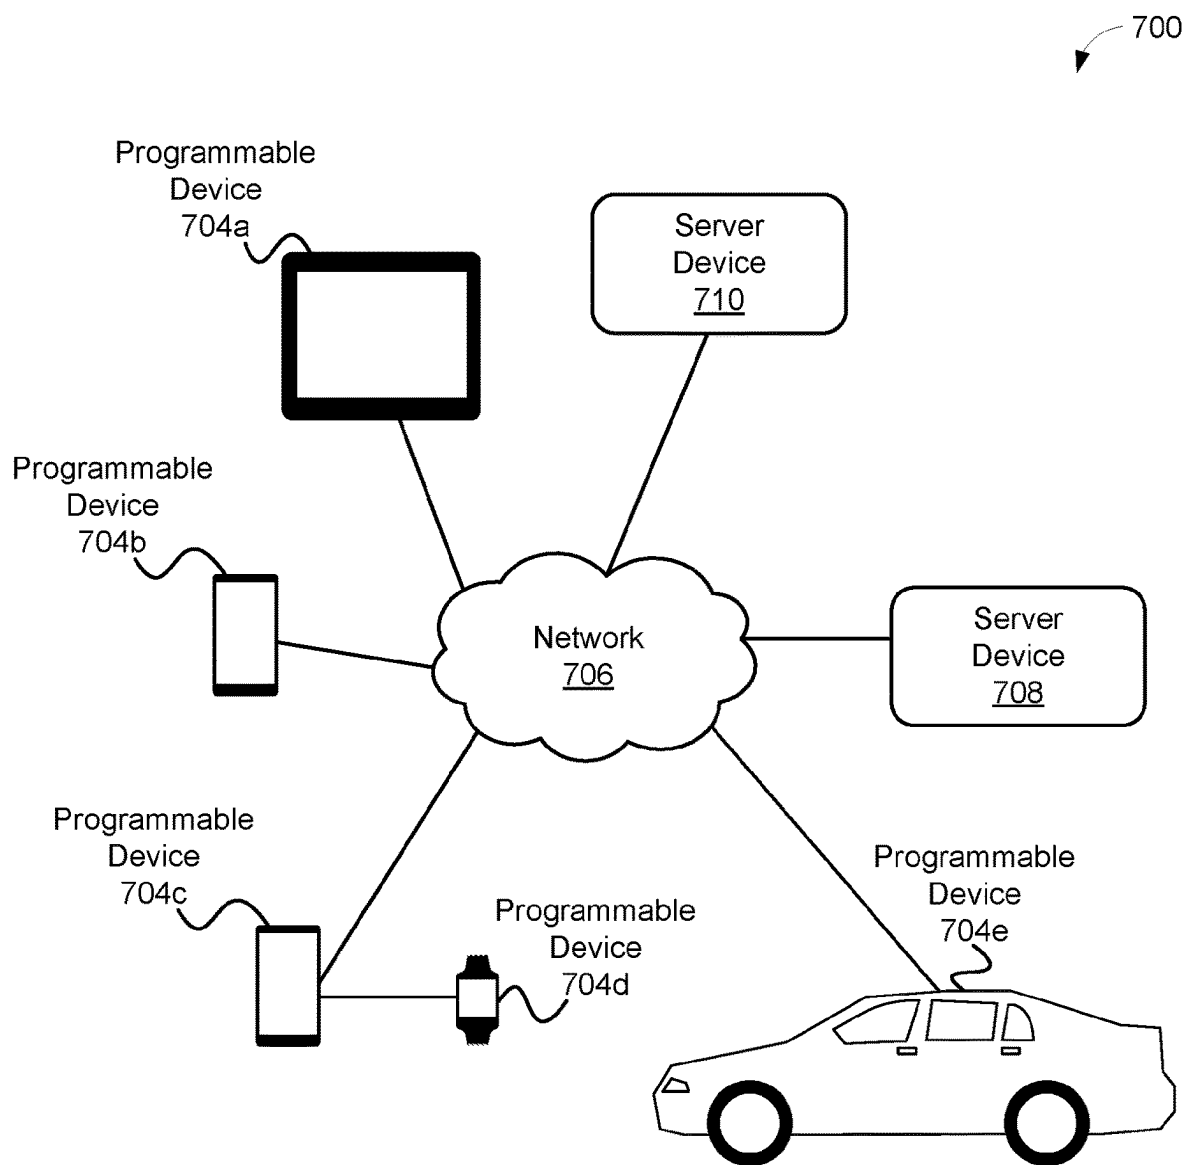 700
Programmable
Device
704a
Server
Device
710
Programmable
Device
704b
Network
706
Server
Device
708
Programmable
Device
704c
Programmable
Device
704d
Programmable
Device
704e